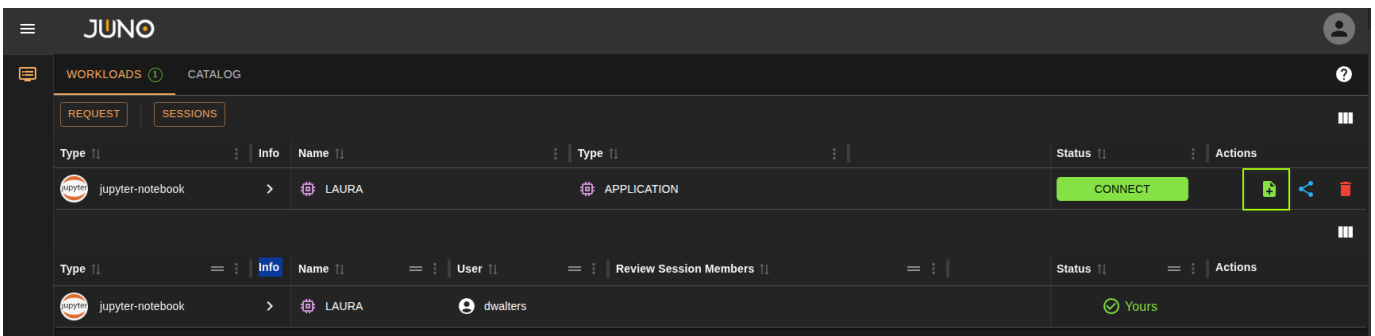 JUNO
WORKLOADS 1 CATALOG
REQUEST SESSIONS
Type Info Name Type Status Actions
jupyter jupyter-notebook LAURA APPLICATION CONNECT
Type Info Name User Review Session Members Status Actions
jupyter jupyter-notebook LAURA dwalters Yours